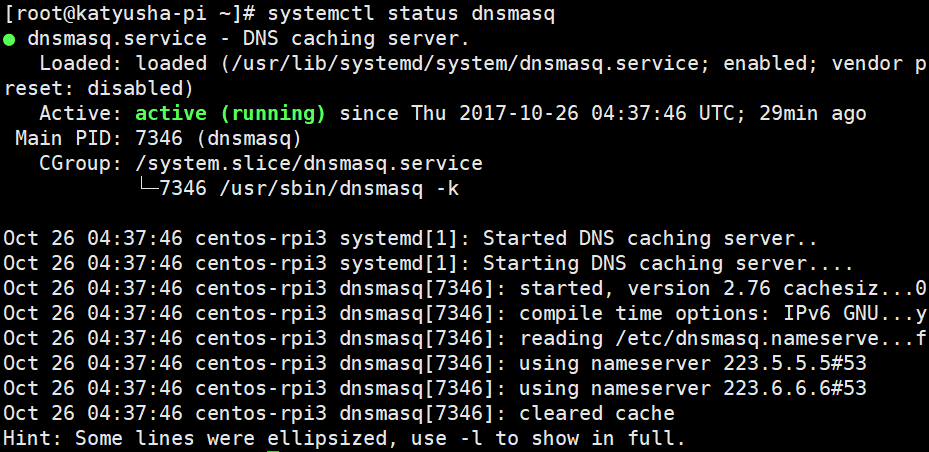 [root@katyusha-pi ~]# systemctl status dnsmasq
● dnsmasq.service - DNS caching server.
   Loaded: loaded (/usr/lib/systemd/system/dnsmasq.service; enabled; vendor p
reset: disabled)
   Active: active (running) since Thu 2017-10-26 04:37:46 UTC; 29min ago
 Main PID: 7346 (dnsmasq)
   CGroup: /system.slice/dnsmasq.service
           └─7346 /usr/sbin/dnsmasq -k

Oct 26 04:37:46 centos-rpi3 systemd[1]: Started DNS caching server..
Oct 26 04:37:46 centos-rpi3 systemd[1]: Starting DNS caching server....
Oct 26 04:37:46 centos-rpi3 dnsmasq[7346]: started, version 2.76 cachesiz...0
Oct 26 04:37:46 centos-rpi3 dnsmasq[7346]: compile time options: IPv6 GNU...y
Oct 26 04:37:46 centos-rpi3 dnsmasq[7346]: reading /etc/dnsmasq.nameserve...f
Oct 26 04:37:46 centos-rpi3 dnsmasq[7346]: using nameserver 223.5.5.5#53
Oct 26 04:37:46 centos-rpi3 dnsmasq[7346]: using nameserver 223.6.6.6#53
Oct 26 04:37:46 centos-rpi3 dnsmasq[7346]: cleared cache
Hint: Some lines were ellipsized, use -l to show in full.